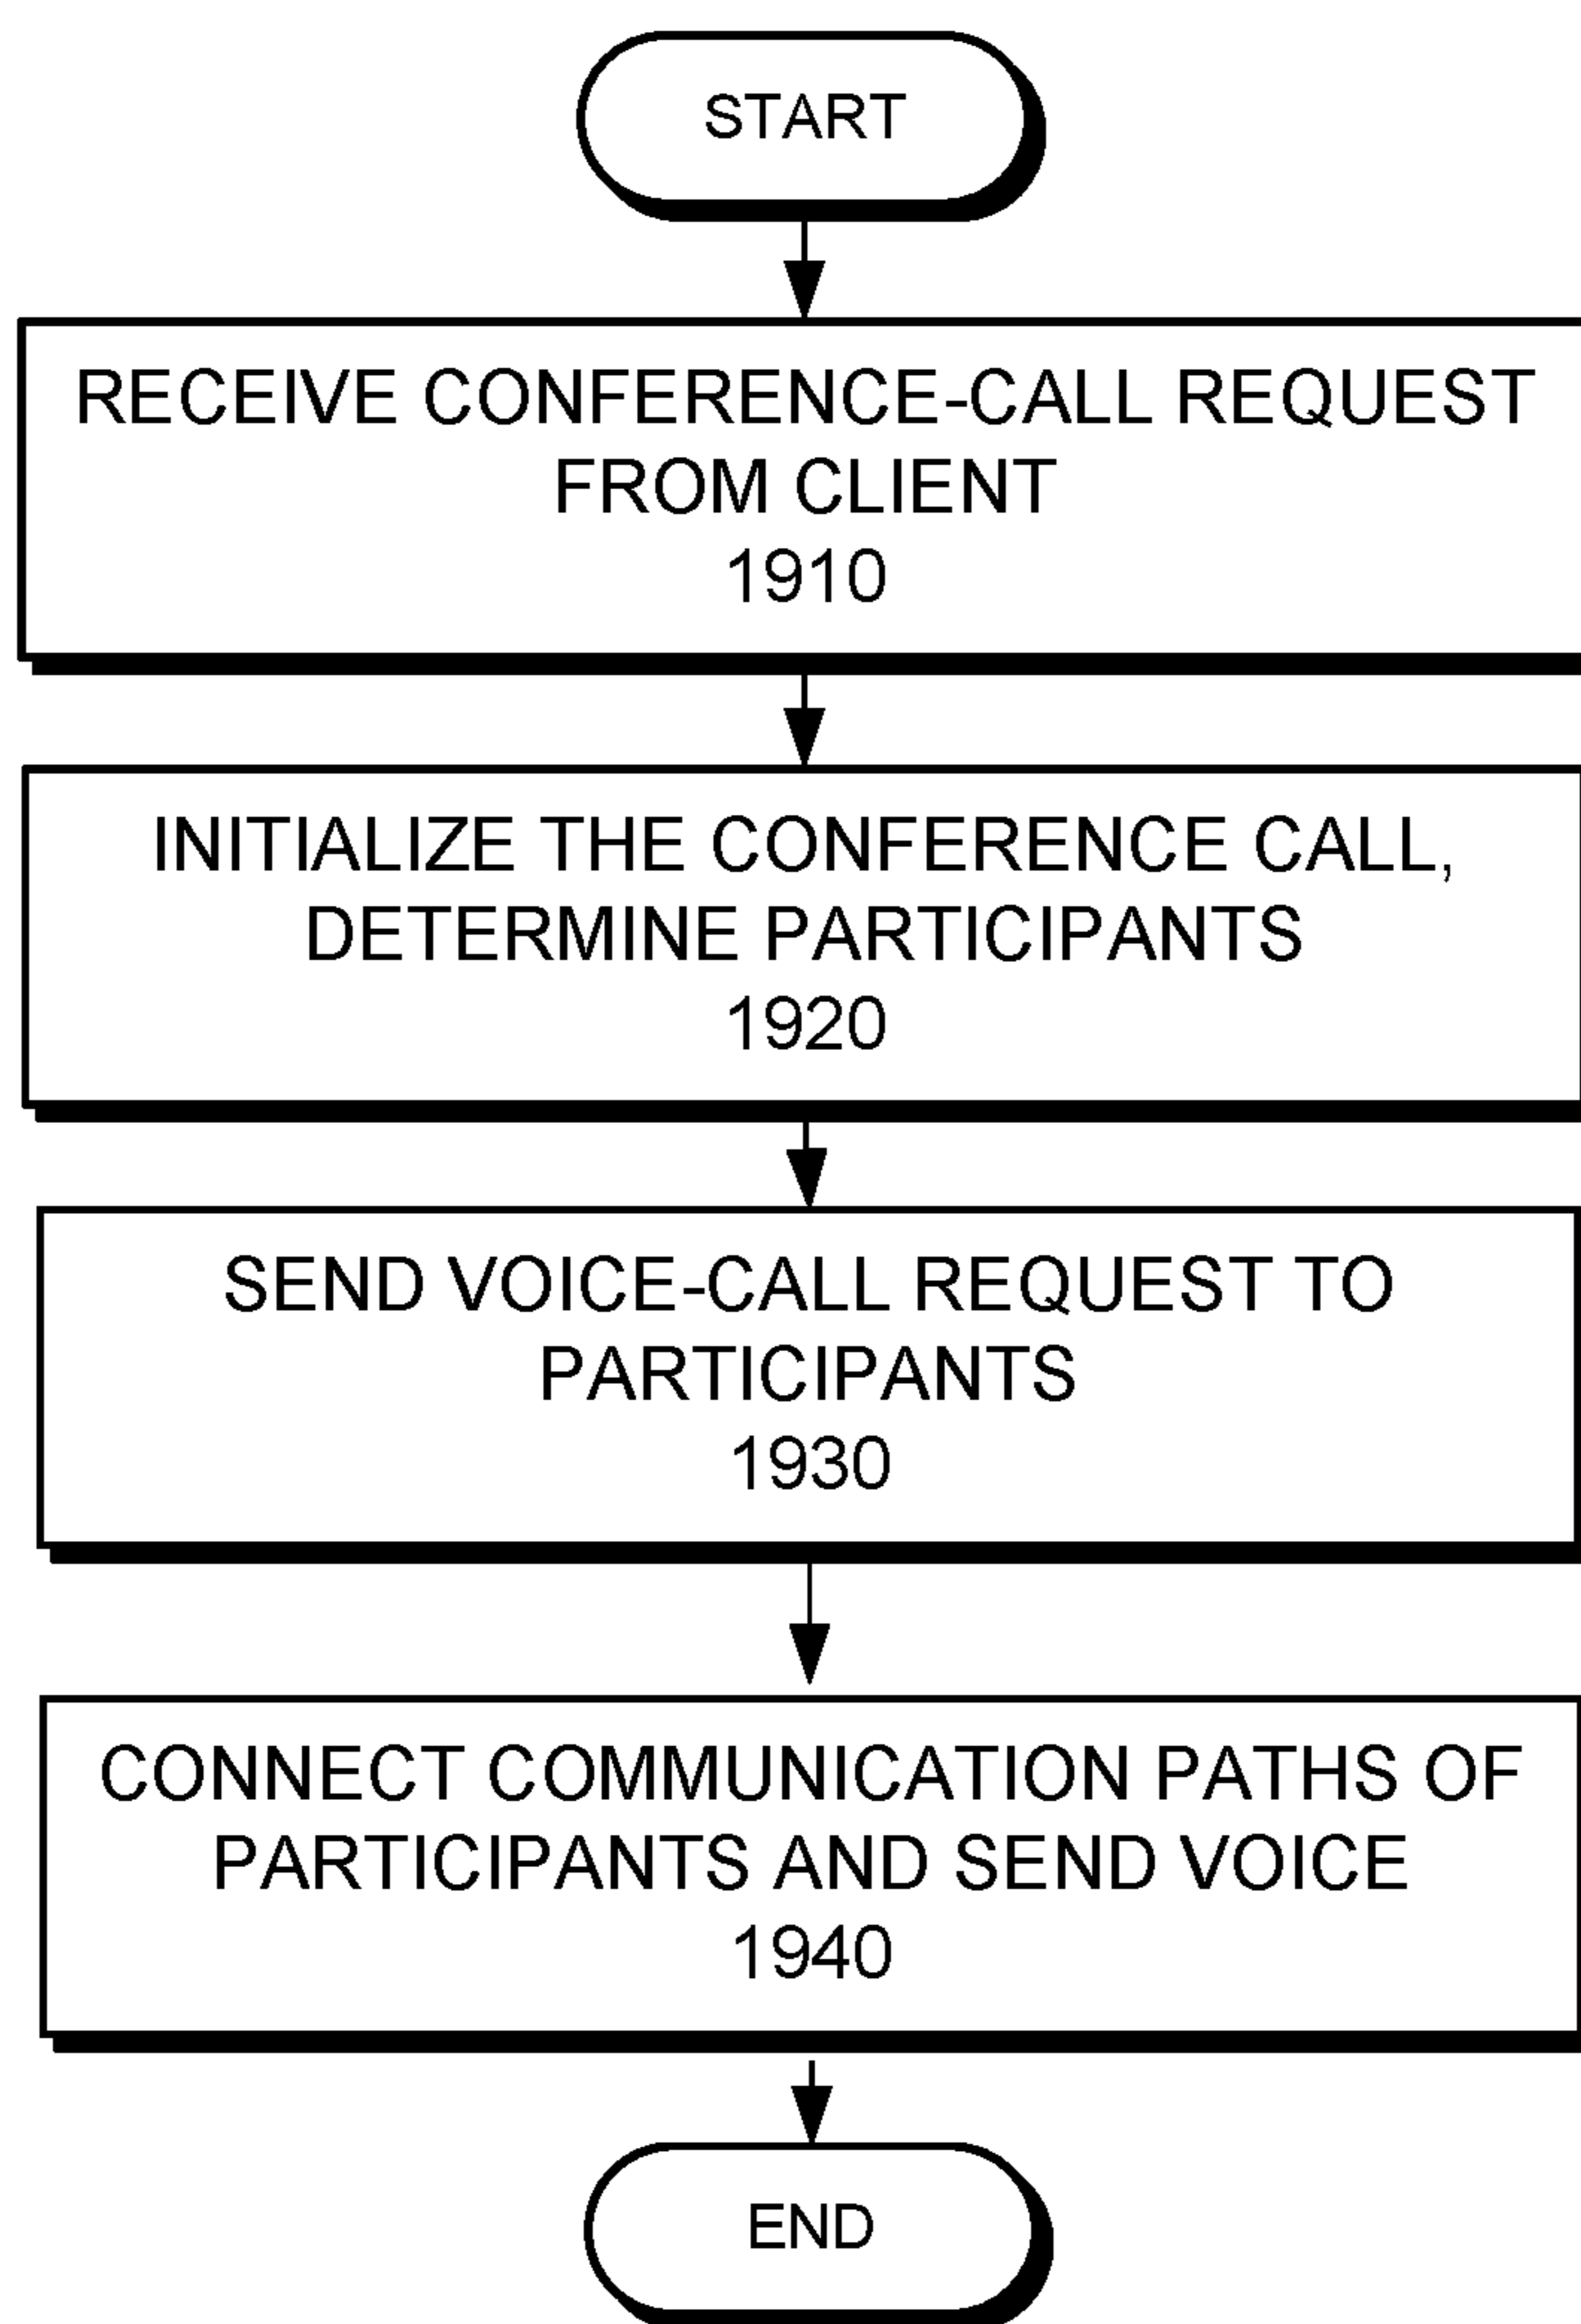 START
RECEIVE CONFERENCE-CALL REQUEST
FROM CLIENT
1910
INITIALIZE THE CONFERENCE CALL,
DETERMINE PARTICIPANTS
1920
SEND VOICE-CALL REQUEST TO
PARTICIPANTS
1930
CONNECT COMMUNICATION PATHS OF
PARTICIPANTS AND SEND VOICE
1940
END